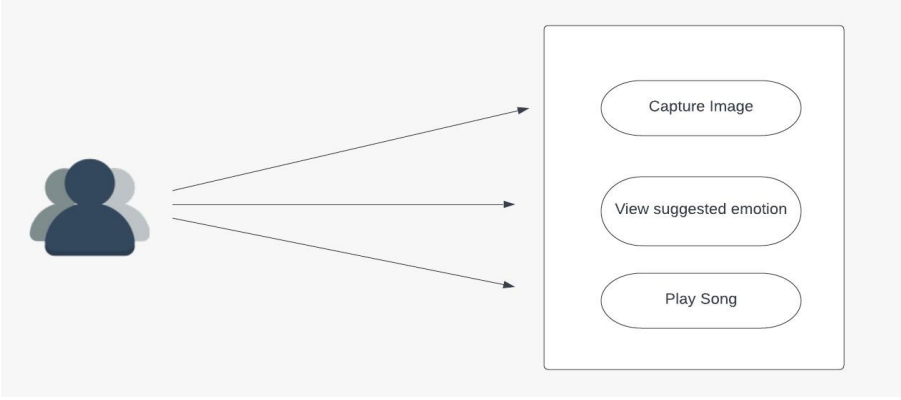 Capture Image
View suggested emotion
Play Song